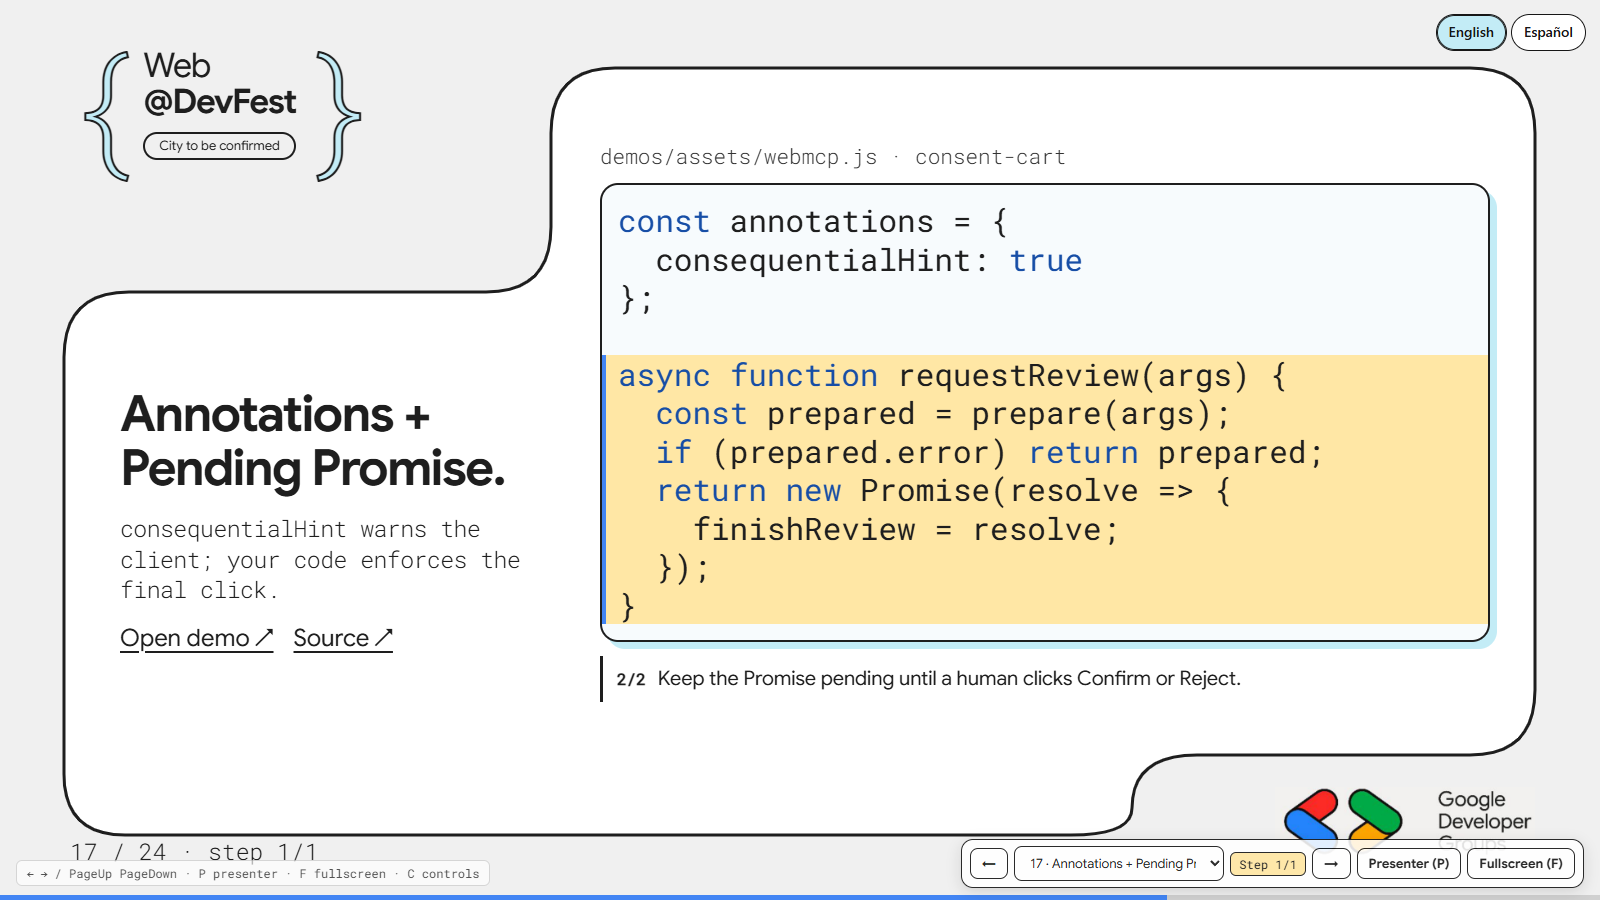 English
Español
Web
@DevFest
City to be confirmed
demos/assets/webmcp.js · consent-cart
const annotations = {
  consequentialHint: true
};
async function requestReview(args) {
  const prepared = prepare(args);
  if (prepared.error) return prepared;
  return new Promise(resolve => {
    finishReview = resolve;
  });
}
Annotations +
Pending Promise.
consequentialHint warns the
client; your code enforces the
final click.
Open demo ↗ Source ↗
2/2 Keep the Promise pending until a human clicks Confirm or Reject.
Google
Developer
Groups
17 / 24 · step 1/1
← → / PageUp PageDown · P presenter · F fullscreen · C controls
← 17 · Annotations + Pending Pr Step 1/1 → Presenter (P) Fullscreen (F)